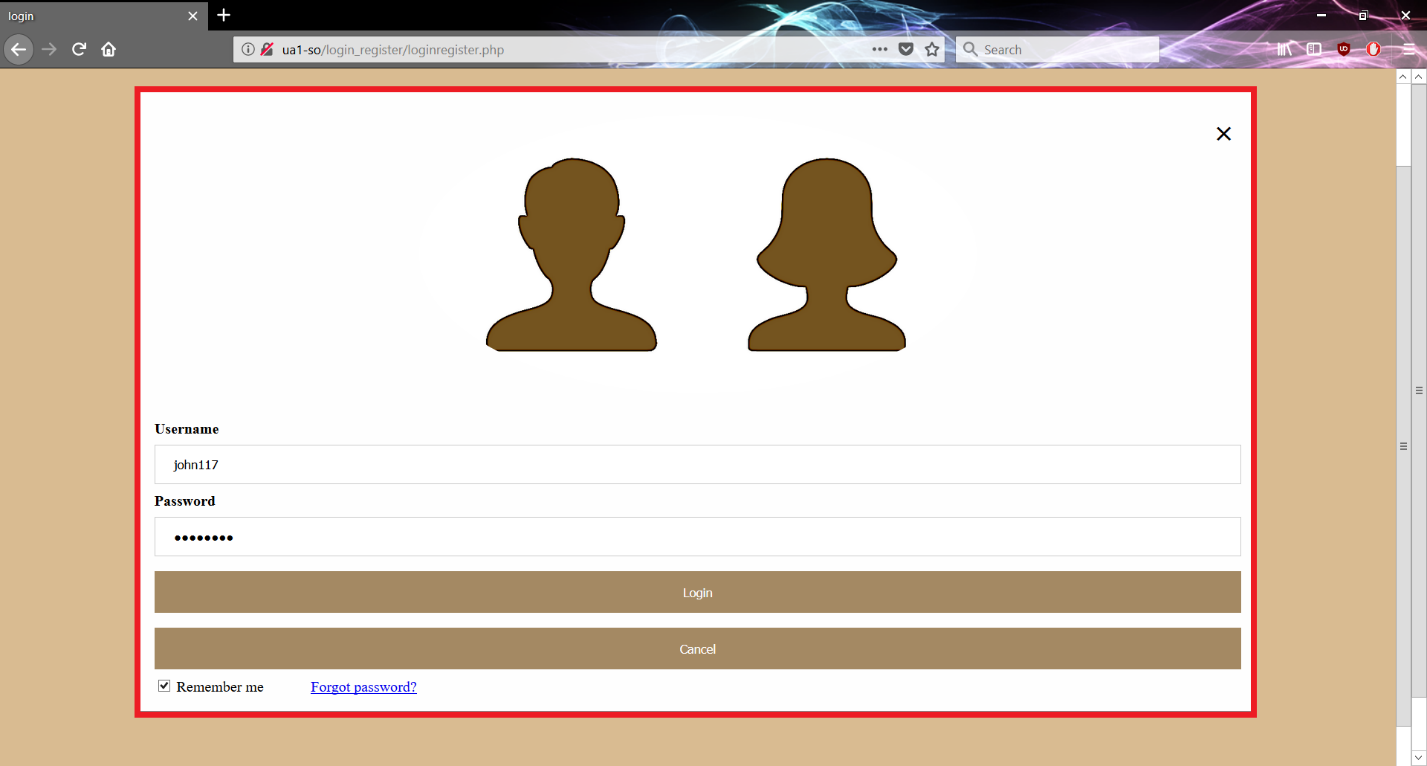 login
ua1-so/login_register/loginregister.php
Search
Username
john117
Password
Login
Cancel
Remember me Forgot password?